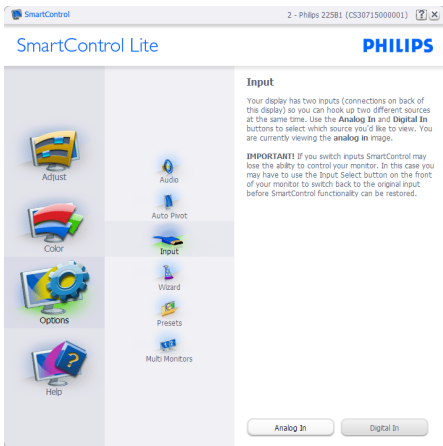 SmartControl
2 - Philips 225B1 (CS30715000001)
SmartControl Lite
PHILIPS
Adjust
Color
Options
Help
Audio
Auto Pivot
Input
Wizard
Presets
Multi Monitors
Input
Your display has two inputs (connections on back of
this display) so you can hook up two different sources
at the same time. Use the Analog In and Digital In
buttons to select which source you'd like to view. You
are currently viewing the analog in image.
IMPORTANT! If you switch inputs SmartControl may
lose the ability to control your monitor. In this case you
may have to use the Input Select button on the front
of your monitor to switch back to the original input
before SmartControl functionality can be restored.
Analog In
Digital In